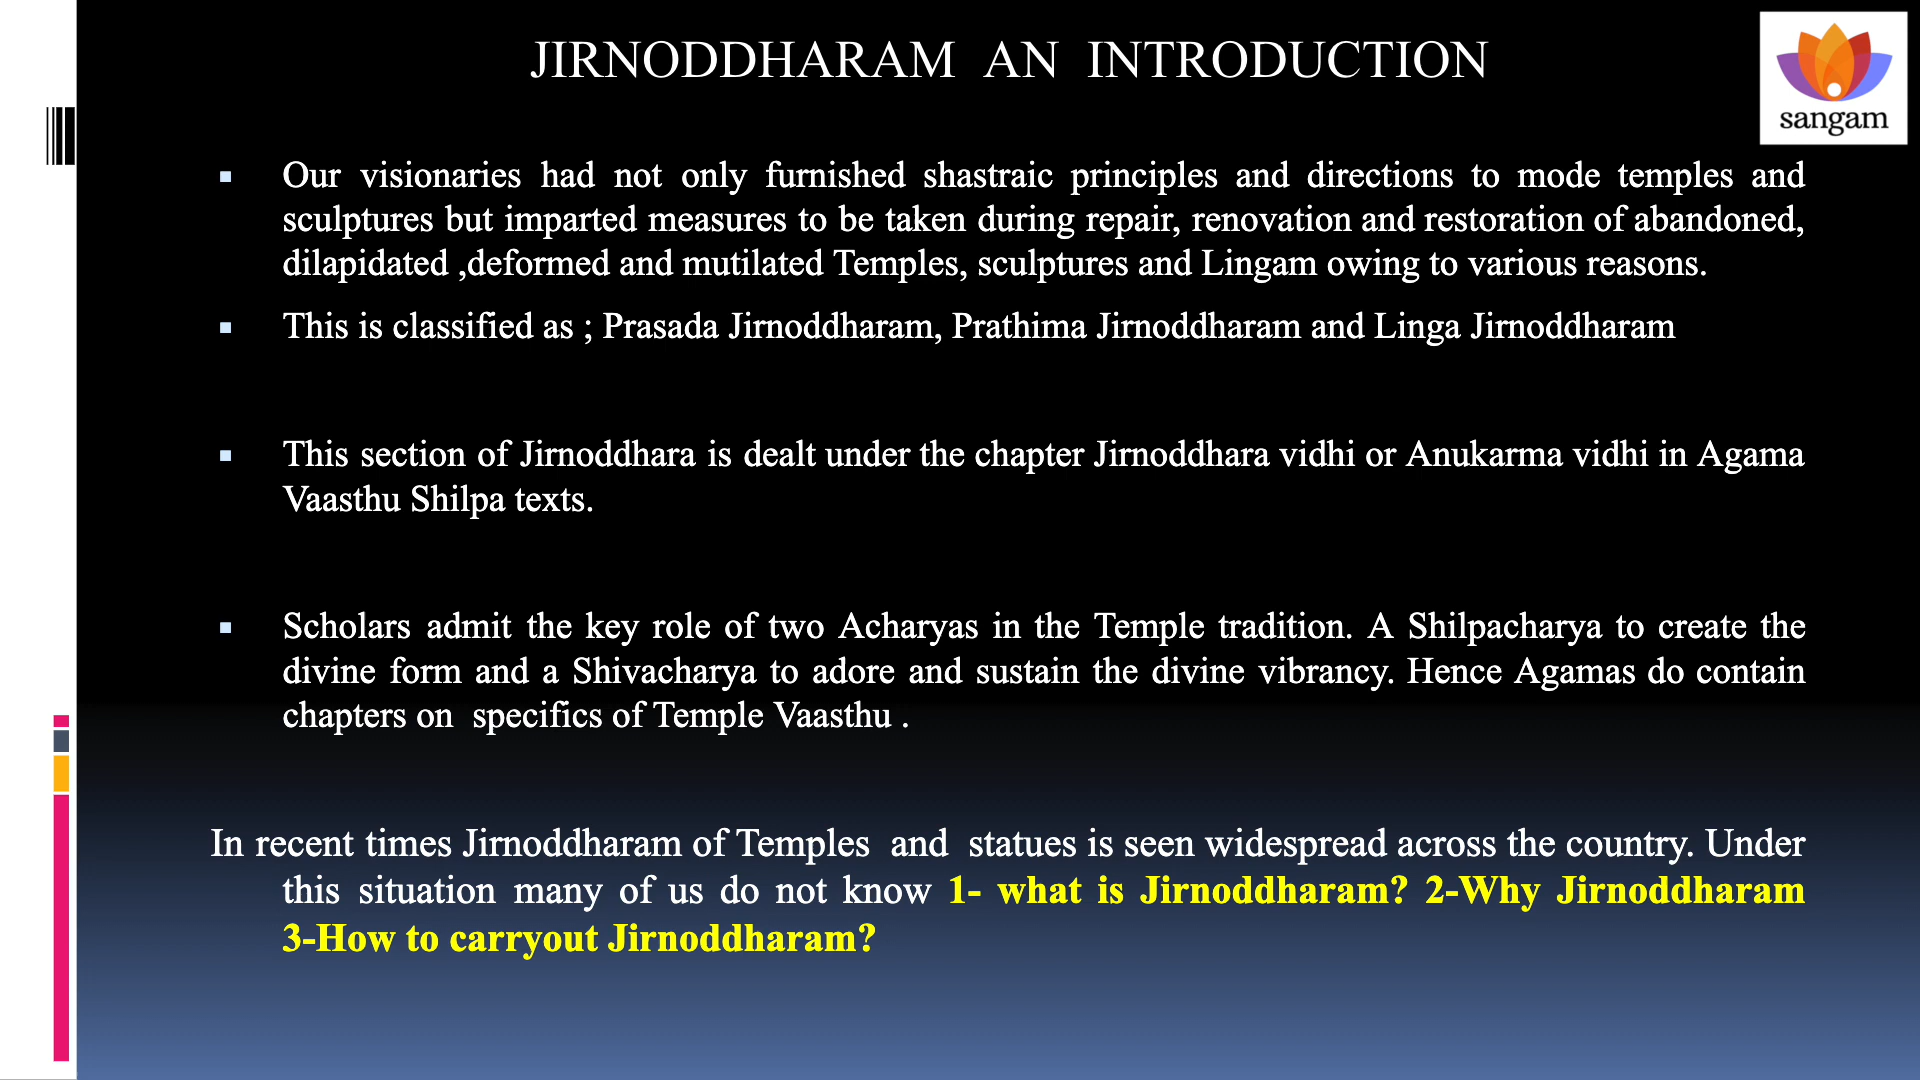 JIRNODDHARAM AN INTRODUCTION
sangam
▪ Our visionaries had not only furnished shastraic principles and directions to mode temples and
sculptures but imparted measures to be taken during repair, renovation and restoration of abandoned,
dilapidated ,deformed and mutilated Temples, sculptures and Lingam owing to various reasons.
▪ This is classified as ; Prasada Jirnoddharam, Prathima Jirnoddharam and Linga Jirnoddharam
▪ This section of Jirnoddhara is dealt under the chapter Jirnoddhara vidhi or Anukarma vidhi in Agama
Vaasthu Shilpa texts.
▪ Scholars admit the key role of two Acharyas in the Temple tradition. A Shilpacharya to create the
divine form and a Shivacharya to adore and sustain the divine vibrancy. Hence Agamas do contain
chapters on specifics of Temple Vaasthu .
In recent times Jirnoddharam of Temples and statues is seen widespread across the country. Under
this situation many of us do not know 1- what is Jirnoddharam? 2-Why Jirnoddharam
3-How to carryout Jirnoddharam?